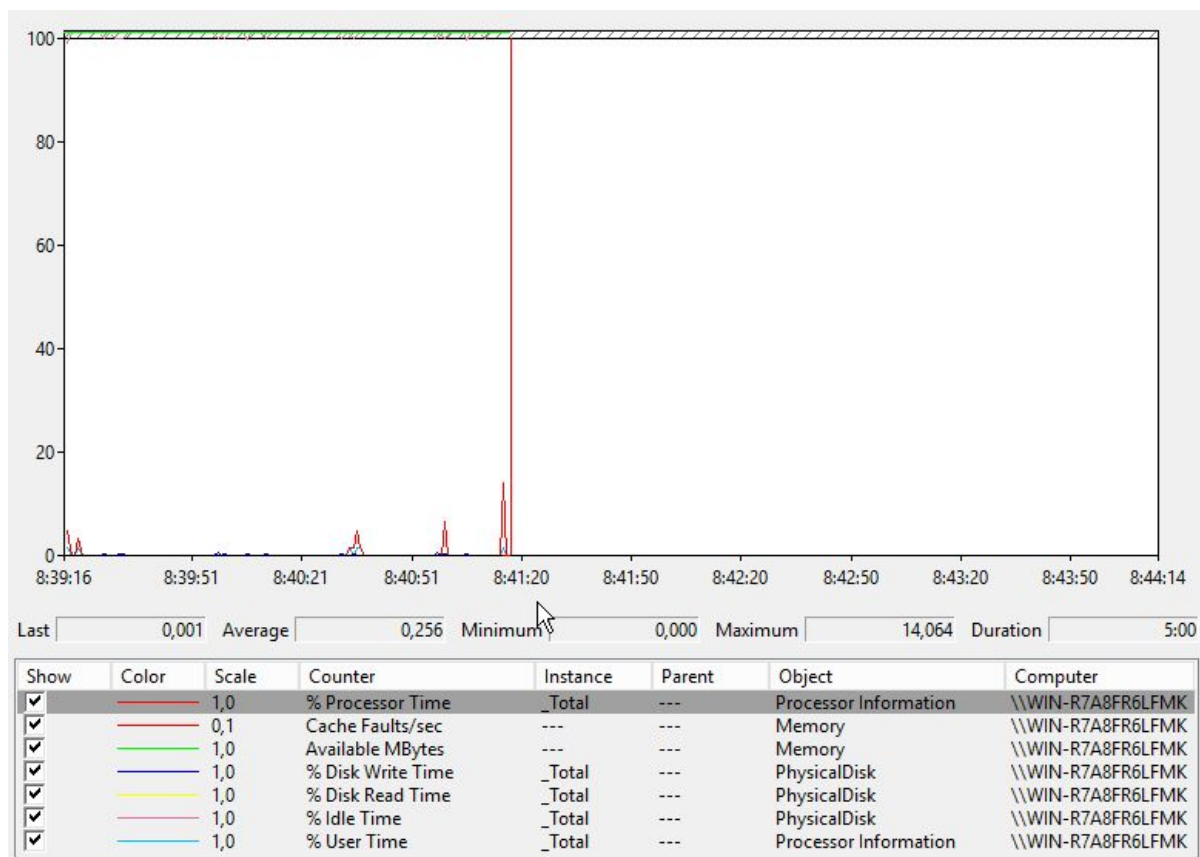 100
80
60
40
20
0
8:39:16 8:39:51 8:40:21 8:40:51 8:41:20 8:41:50 8:42:20 8:42:50 8:43:20 8:43:50 8:44:14
Last 0,001 Average 0,256 Minimum 0,000 Maximum 14,064 Duration 5:00
Show Color Scale Counter Instance Parent Object Computer
1,0 % Processor Time _Total --- Processor Information \\WIN-R7A8FR6LFMK
0,1 Cache Faults/sec --- --- Memory \\WIN-R7A8FR6LFMK
1,0 Available MBytes --- --- Memory \\WIN-R7A8FR6LFMK
1,0 % Disk Write Time _Total --- PhysicalDisk \\WIN-R7A8FR6LFMK
1,0 % Disk Read Time _Total --- PhysicalDisk \\WIN-R7A8FR6LFMK
1,0 % Idle Time _Total --- PhysicalDisk \\WIN-R7A8FR6LFMK
1,0 % User Time _Total --- Processor Information \\WIN-R7A8FR6LFMK